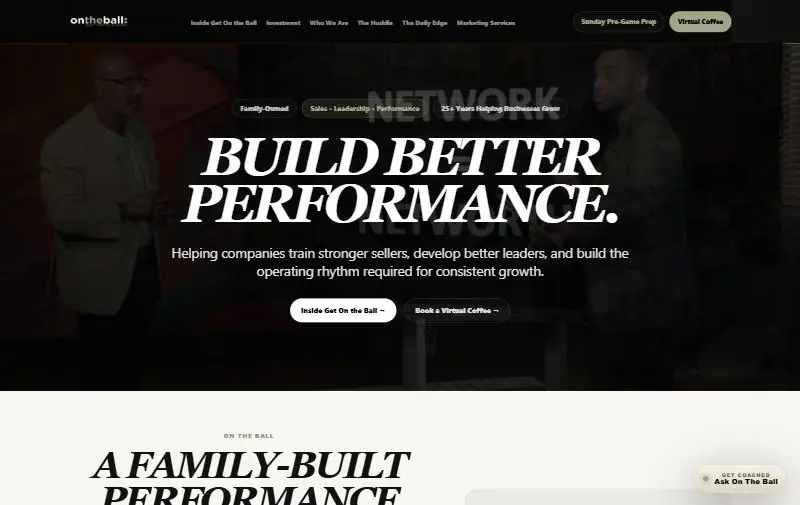 ontheball:
Inside Get On the Ball
Investment
Who We Are
The Huddle
The Daily Edge
Marketing Services
Sunday Pre-Game Prep
Virtual Coffee
NETWORK
Family-Owned
Sales • Leadership • Performance
25+ Years Helping Businesses Grow
BUILD BETTER
PERFORMANCE.
Helping companies train stronger sellers, develop better leaders, and build the
operating rhythm required for consistent growth.
Inside Get On the Ball →
Book a Virtual Coffee →
ON THE BALL
A FAMILY-BUILT
PERFORMANCE
GET COACHED
Ask On The Ball